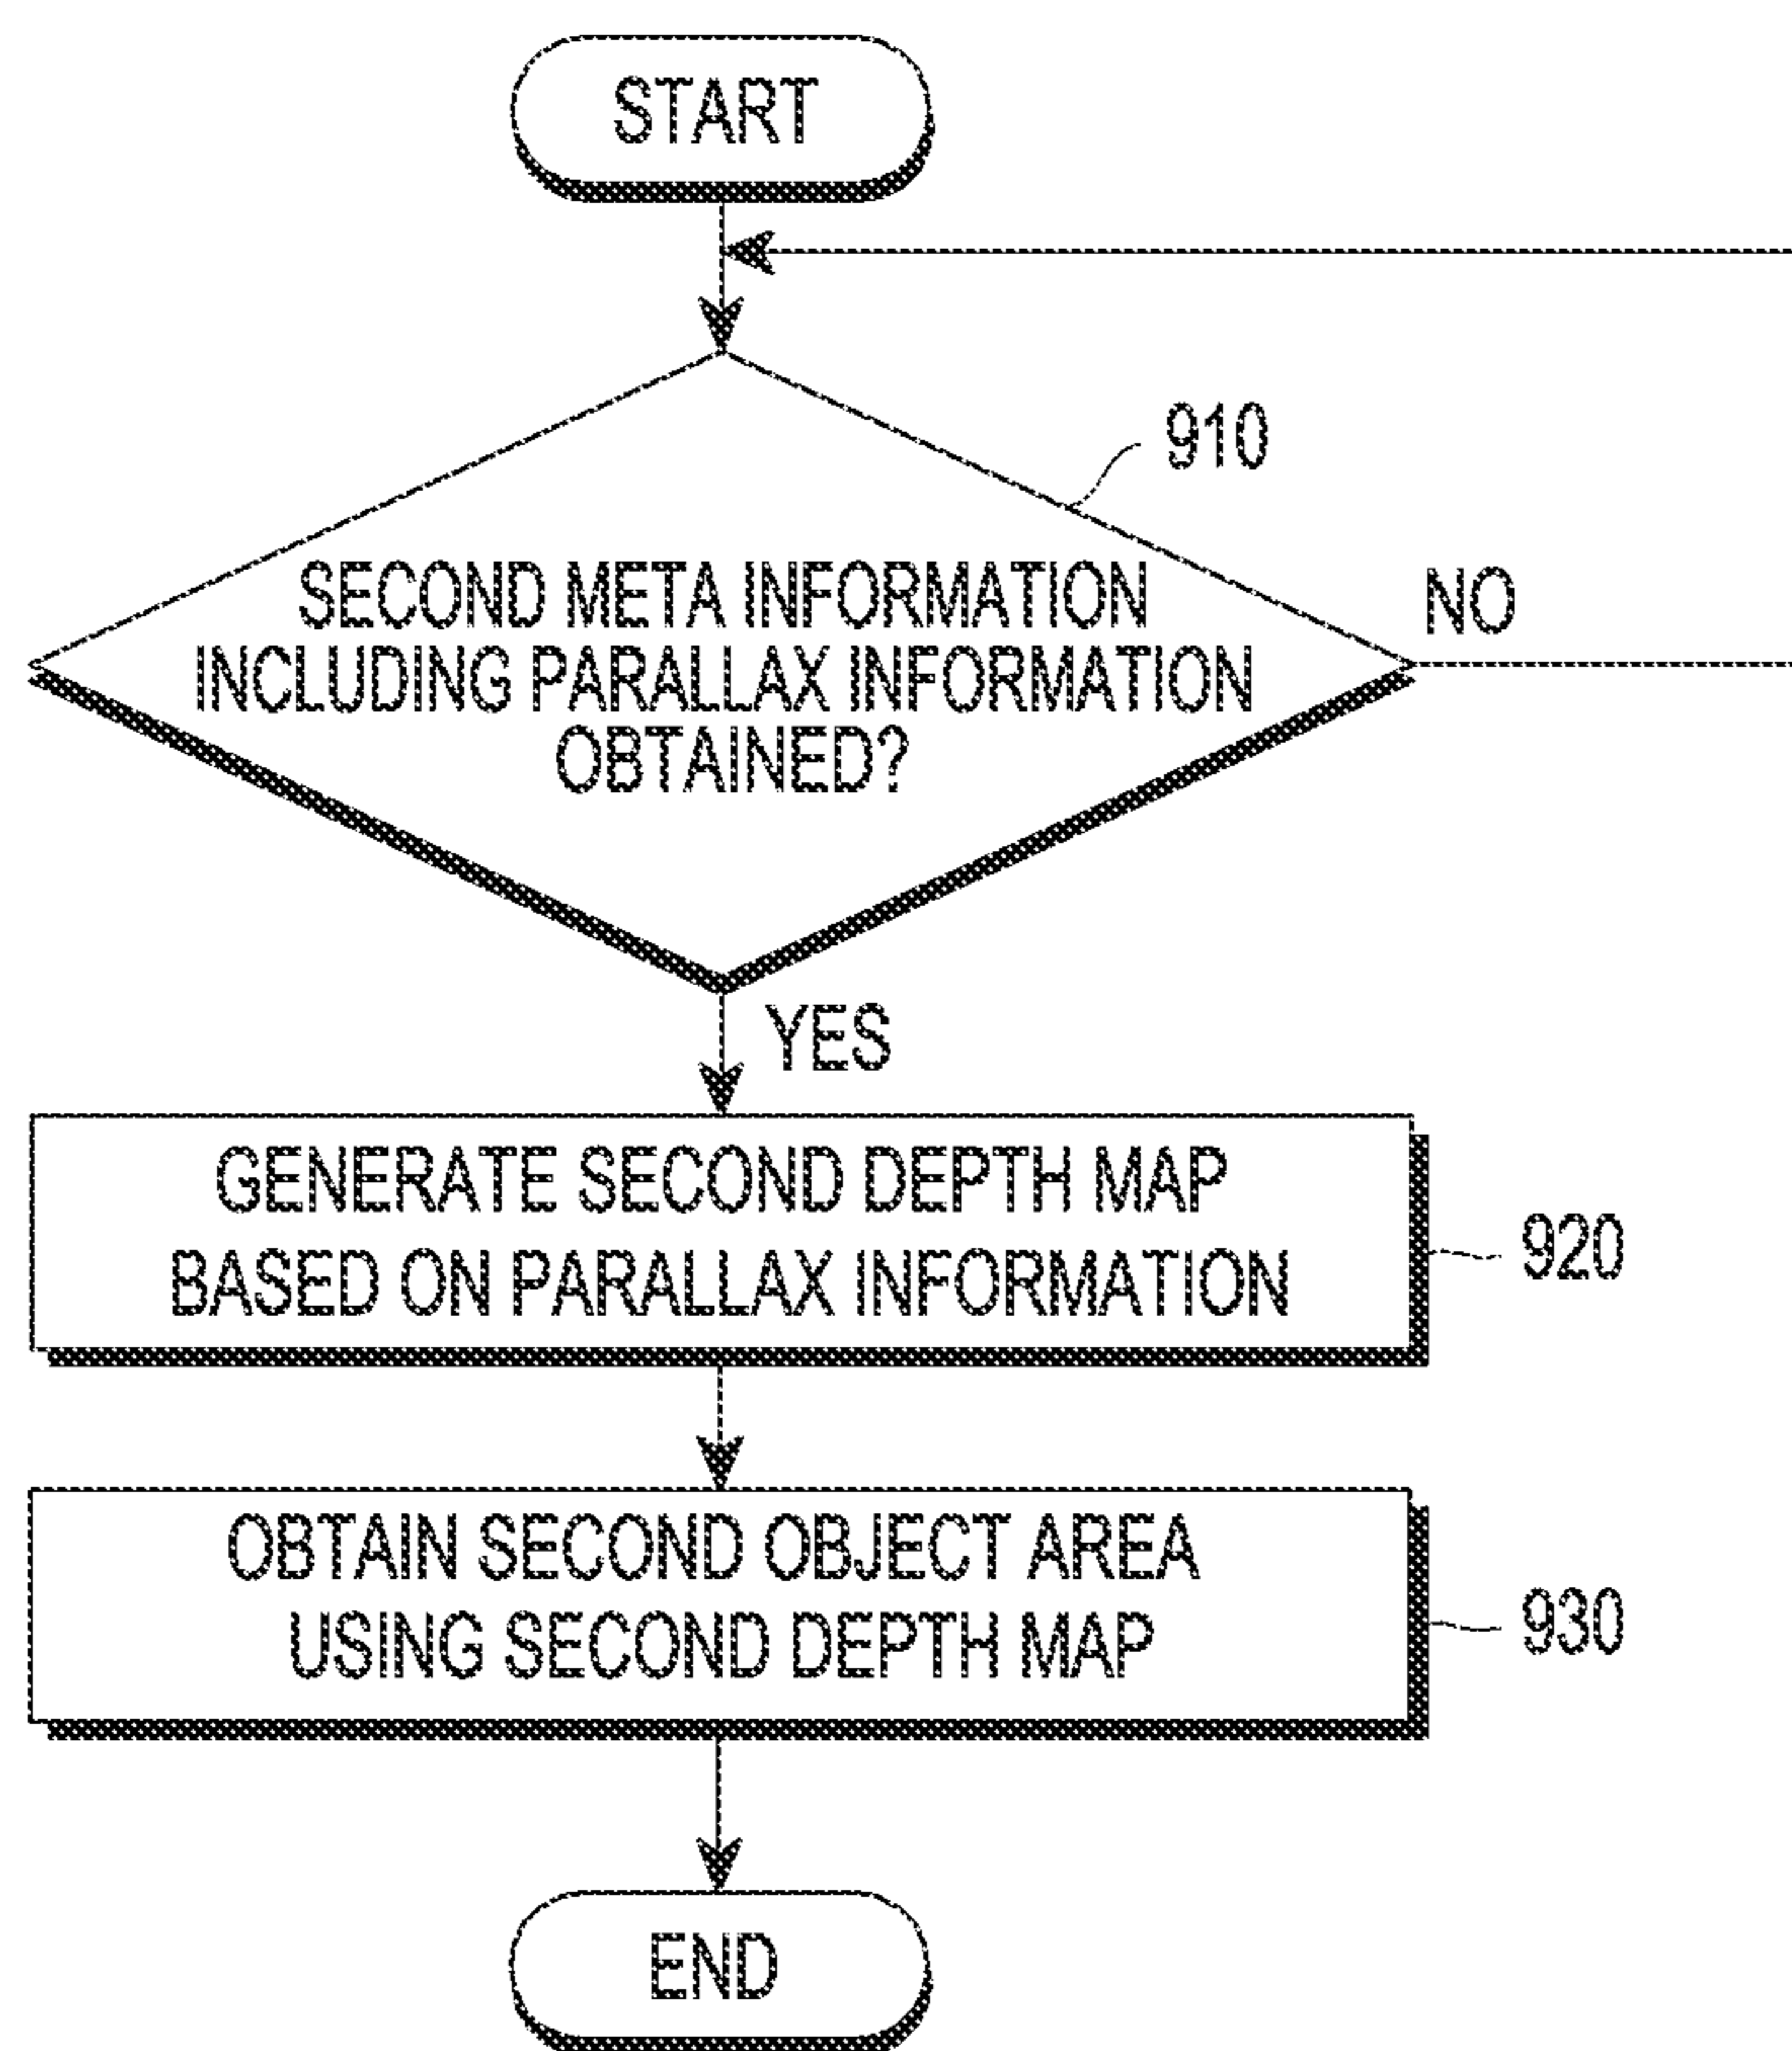 START
910
SECOND META INFORMATION
INCLUDING PARALLAX INFORMATION
OBTAINED?
NO
YES
GENERATE SECOND DEPTH MAP
BASED ON PARALLAX INFORMATION
920
OBTAIN SECOND OBJECT AREA
USING SECOND DEPTH MAP
930
END